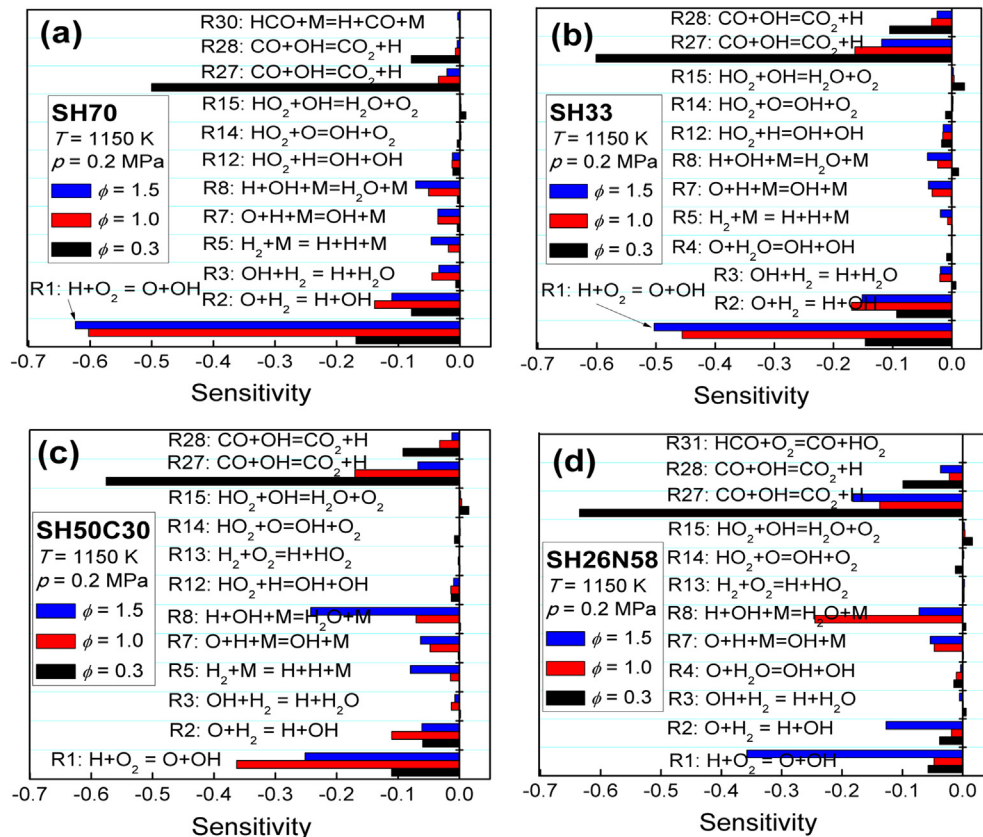 (a)
R30: HCO+M=H+CO+M
R28: CO+OH=CO₂+H
R27: CO+OH=CO₂+H
R15: HO₂+OH=H₂O+O₂
R14: HO₂+O=OH+O₂
R12: HO₂+H=OH+OH
R8: H+OH+M=H₂O+M
R7: O+H+M=OH+M
R5: H₂+M = H+H+M
R3: OH+H₂ = H+H₂O
R2: O+H₂ = H+OH
R1: H+O₂ = O+OH
SH70
T = 1150 K
p = 0.2 MPa
ϕ = 1.5
ϕ = 1.0
ϕ = 0.3
-0.7 -0.6 -0.5 -0.4 -0.3 -0.2 -0.1 0.0
Sensitivity
(b)
R28: CO+OH=CO₂+H
R27: CO+OH=CO₂+H
R15: HO₂+OH=H₂O+O₂
R14: HO₂+O=OH+O₂
R12: HO₂+H=OH+OH
R8: H+OH+M=H₂O+M
R7: O+H+M=OH+M
R5: H₂+M = H+H+M
R4: O+H₂O=OH+OH
R3: OH+H₂ = H+H₂O
R2: O+H₂ = H+OH
R1: H+O₂ = O+OH
SH33
T = 1150 K
p = 0.2 MPa
ϕ = 1.5
ϕ = 1.0
ϕ = 0.3
-0.7 -0.6 -0.5 -0.4 -0.3 -0.2 -0.1 0.0
Sensitivity
(c)
R28: CO+OH=CO₂+H
R27: CO+OH=CO₂+H
R15: HO₂+OH=H₂O+O₂
R14: HO₂+O=OH+O₂
R13: H₂+O₂=H+HO₂
R12: HO₂+H=OH+OH
R8: H+OH+M=H₂O+M
R7: O+H+M=OH+M
R5: H₂+M = H+H+M
R3: OH+H₂ = H+H₂O
R2: O+H₂ = H+OH
R1: H+O₂ = O+OH
SH50C30
T = 1150 K
p = 0.2 MPa
ϕ = 1.5
ϕ = 1.0
ϕ = 0.3
-0.7 -0.6 -0.5 -0.4 -0.3 -0.2 -0.1 0.0
Sensitivity
(d)
R31: HCO+O₂=CO+HO₂
R28: CO+OH=CO₂+H
R27: CO+OH=CO₂+H
R15: HO₂+OH=H₂O+O₂
R14: HO₂+O=OH+O₂
R13: H₂+O₂=H+HO₂
R8: H+OH+M=H₂O+M
R7: O+H+M=OH+M
R4: O+H₂O=OH+OH
R3: OH+H₂ = H+H₂O
R2: O+H₂ = H+OH
R1: H+O₂ = O+OH
SH26N58
T = 1150 K
p = 0.2 MPa
ϕ = 1.5
ϕ = 1.0
ϕ = 0.3
-0.7 -0.6 -0.5 -0.4 -0.3 -0.2 -0.1 0.0
Sensitivity